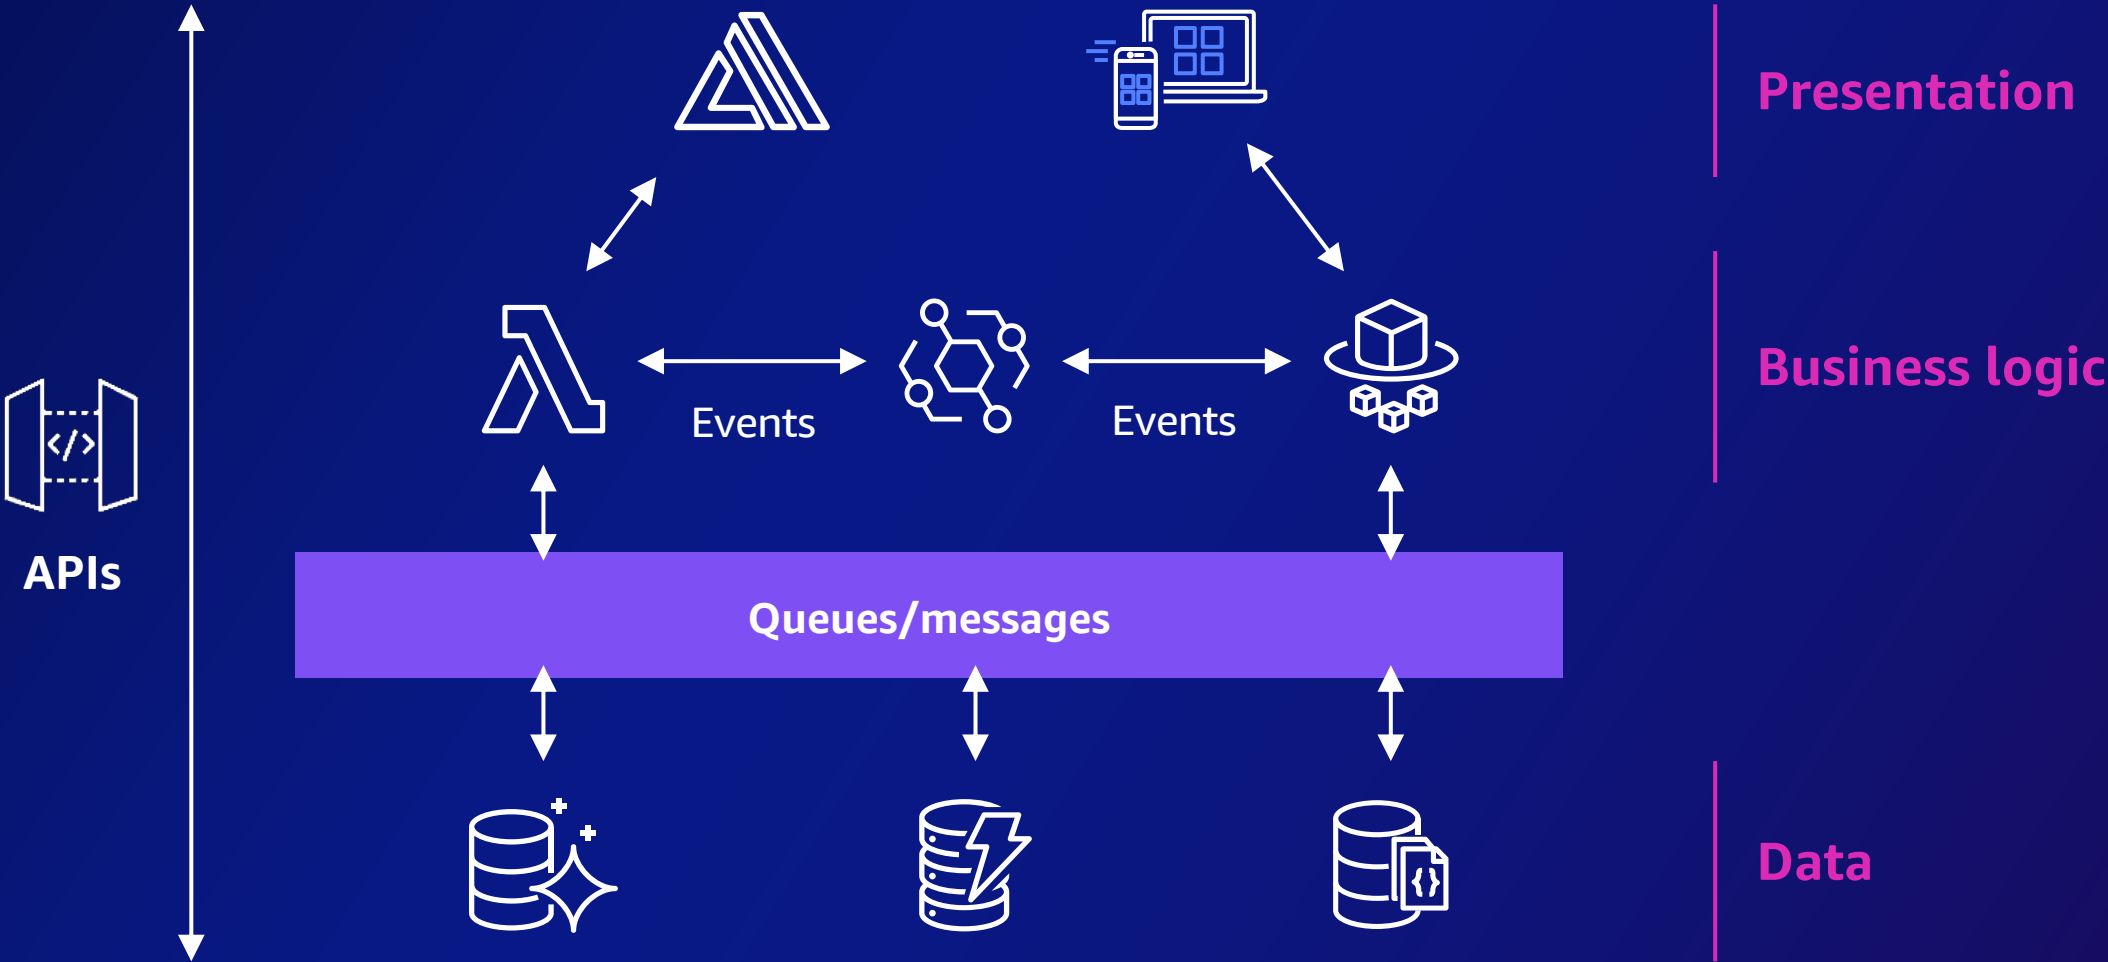 Presentation
Business logic
Events
Events
</>
APIs
Queues/messages
Data
{}